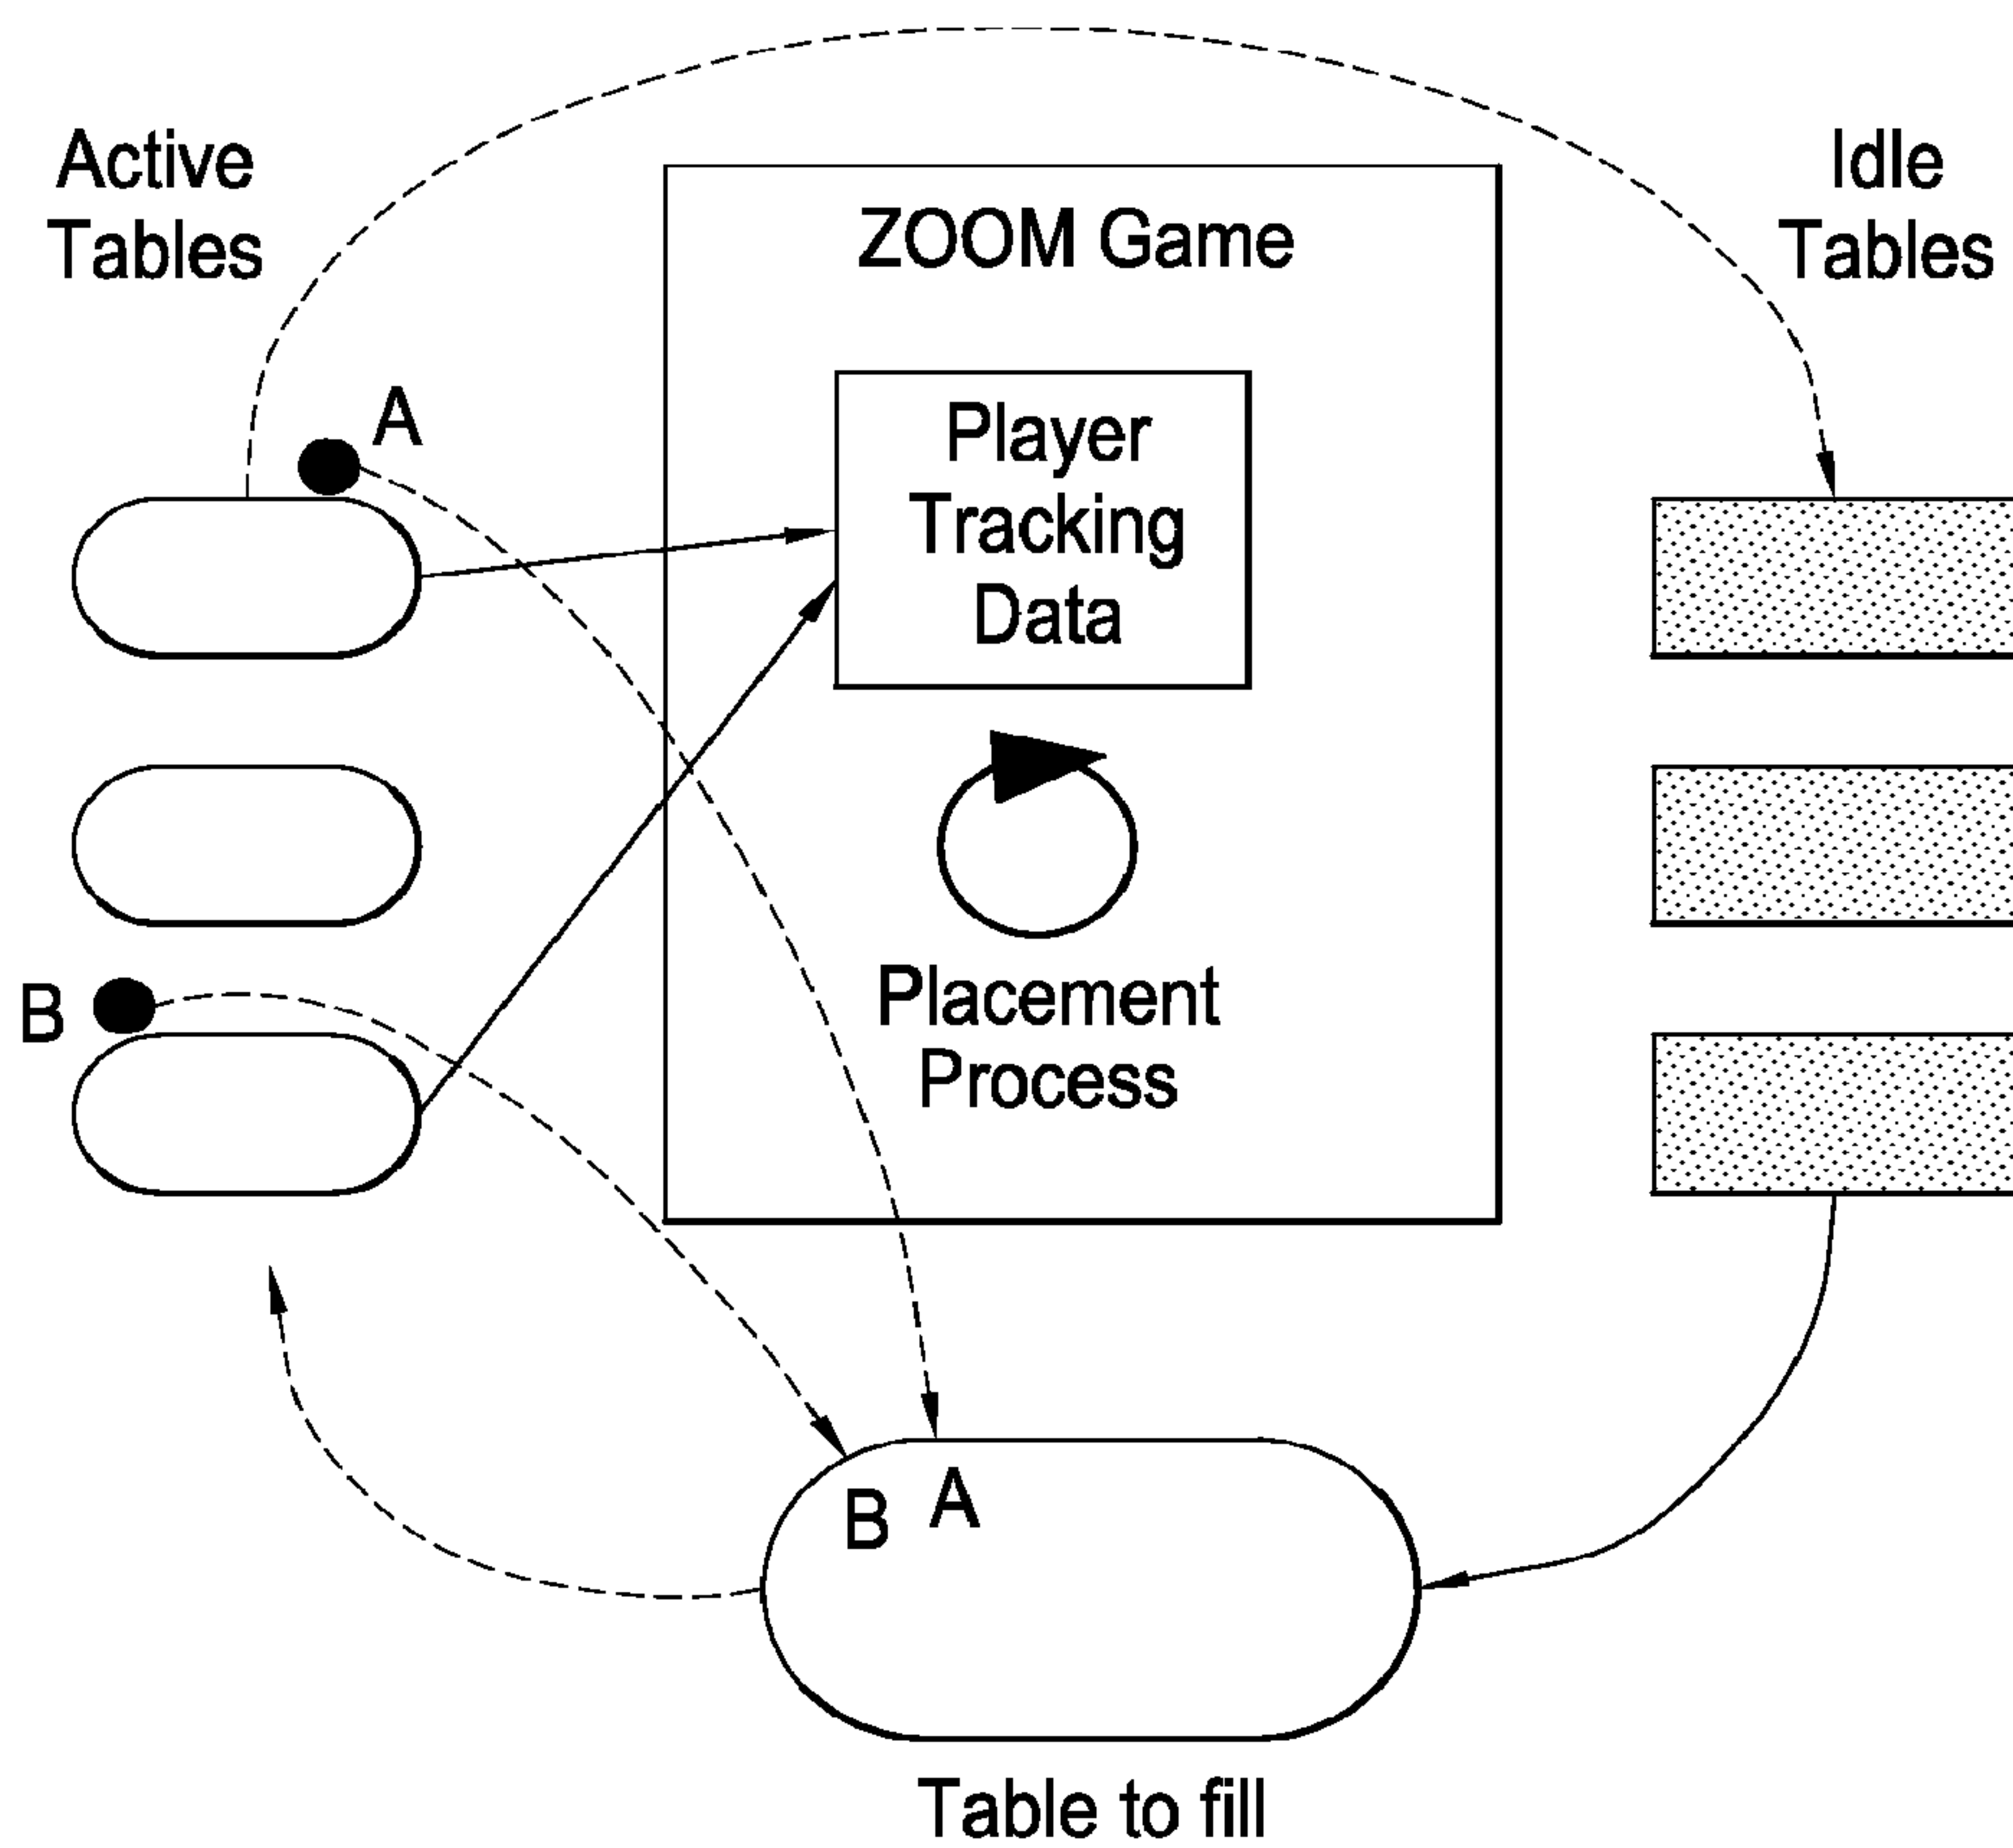 Active
Tables
ZOOM Game
Idle
Tables
A
Player
Tracking
Data
B
Placement
Process
B
A
Table to fill